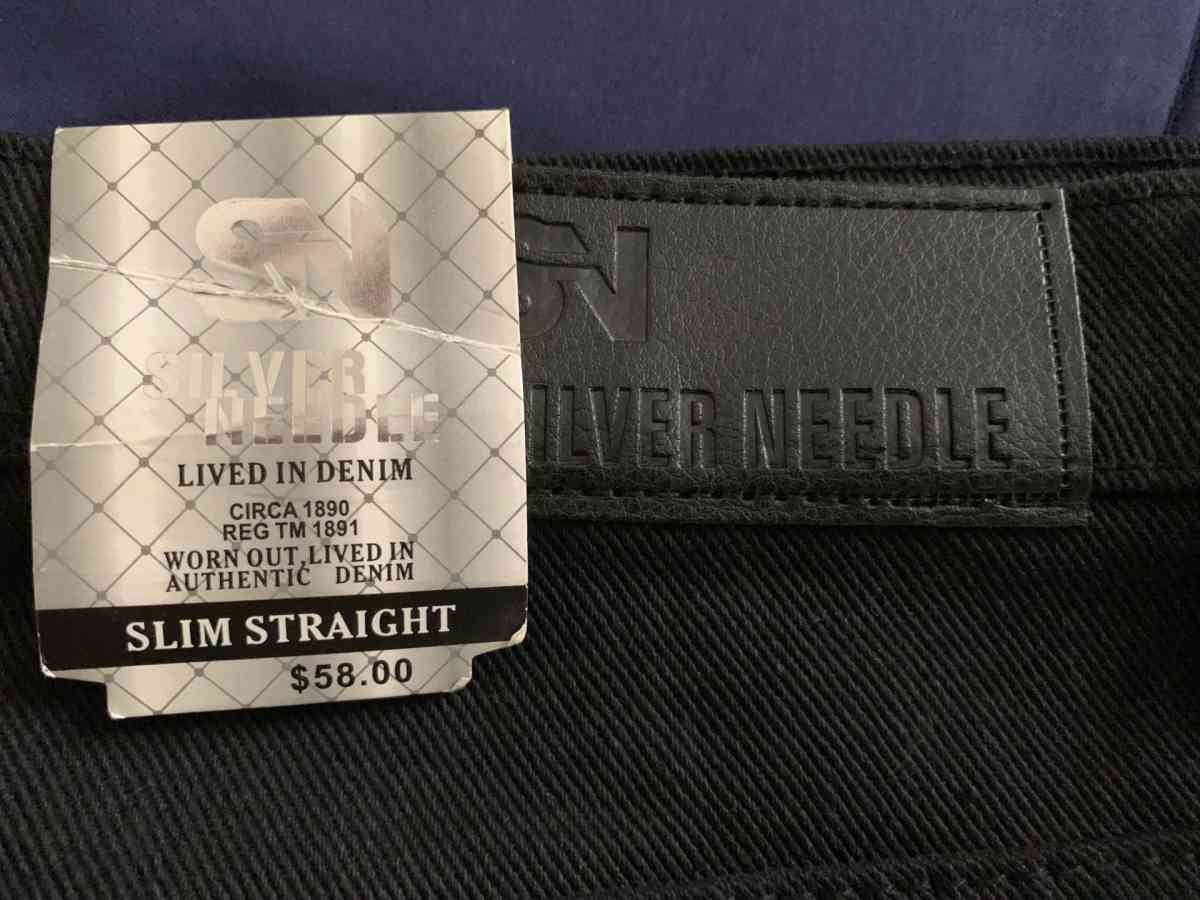 SN
SILVER
NEEDLE
LIVED IN DENIM
CIRCA 1890
REG TM 1891
WORN OUT,LIVED IN
AUTHENTIC DENIM
SLIM STRAIGHT
$58.00
SN
ILVER NEEDLE